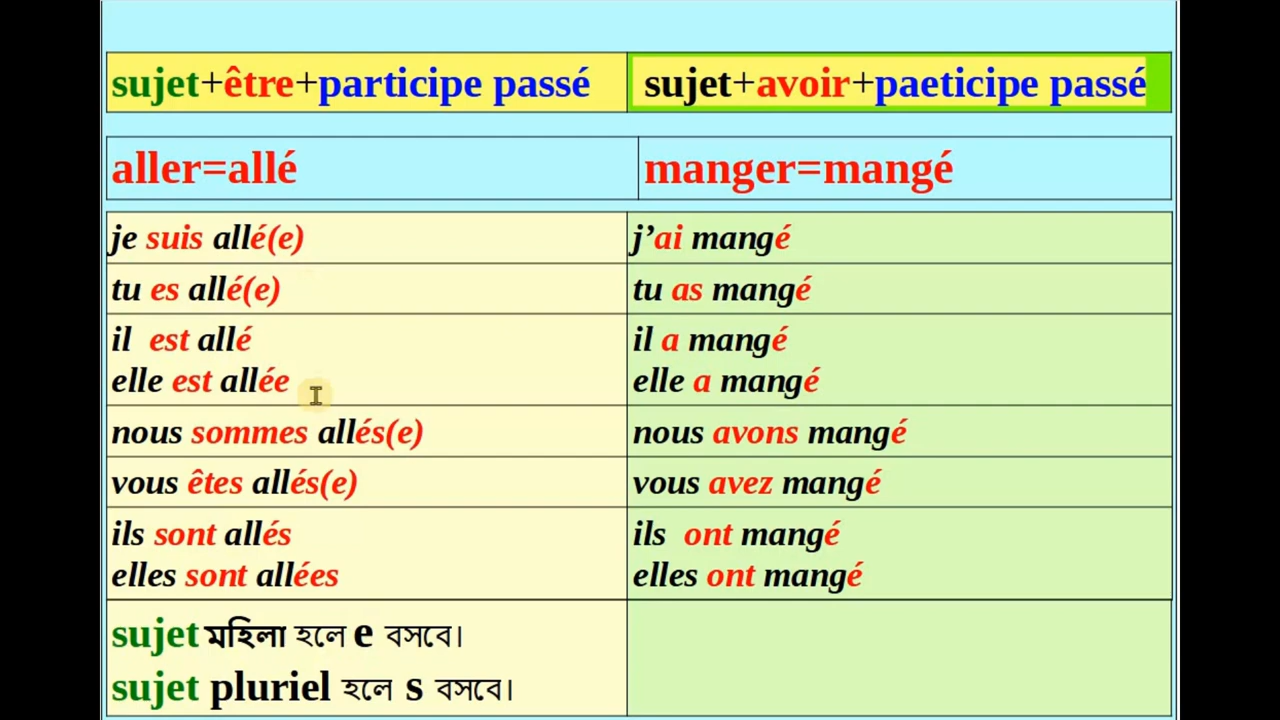 sujet+être+participe passé
sujet+avoir+paeticipe passé
aller=allé
manger=mangé
je suis allé(e)
j'ai mangé
tu es allé(e)
tu as mangé
il est allé
elle est allée
il a mangé
elle a mangé
nous sommes allés(e)
nous avons mangé
vous êtes allés(e)
vous avez mangé
ils sont allés
elles sont allées
ils ont mangé
elles ont mangé
sujet মহিলা হলে e বসবে।
sujet pluriel হলে s বসবে।